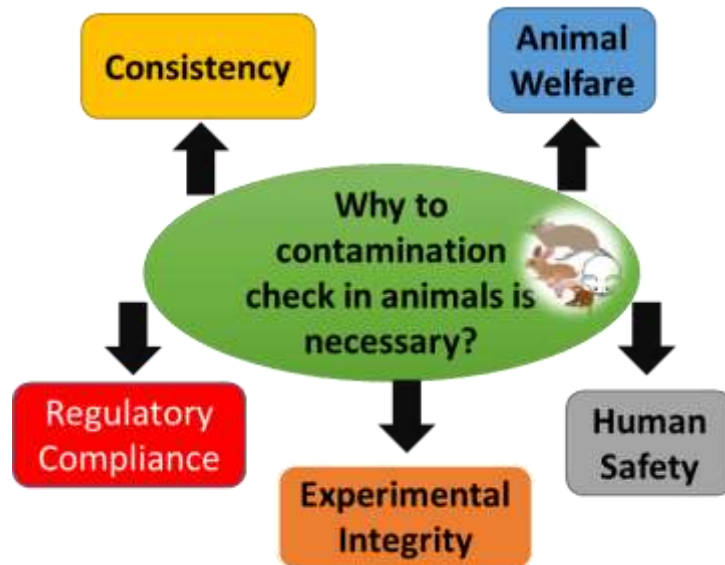 Consistency
Animal
Welfare
Why to
contamination
check in animals is
necessary?
Regulatory
Compliance
Experimental
Integrity
Human
Safety